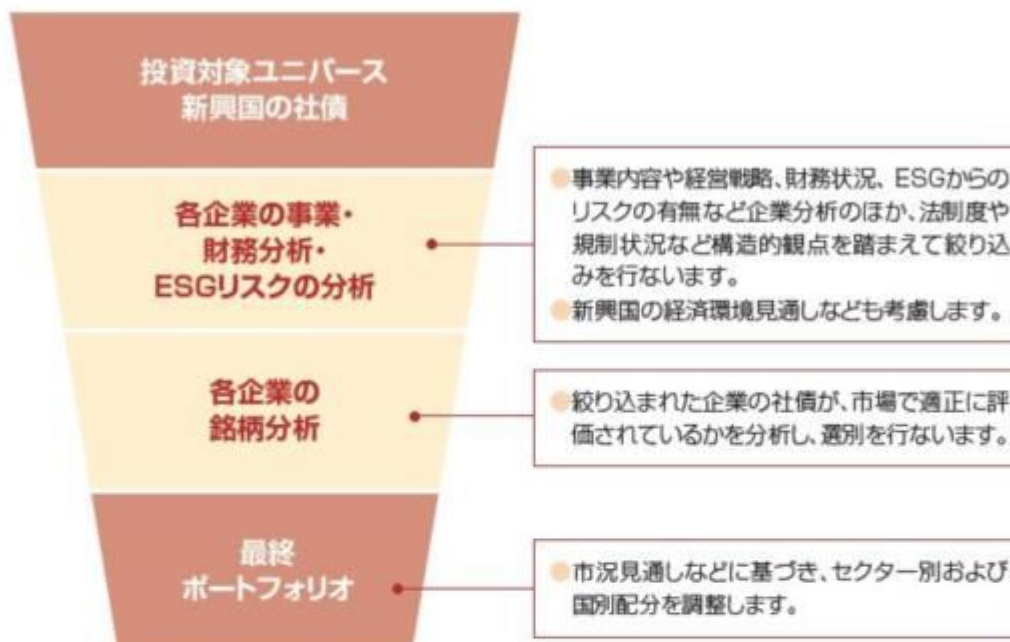 投資対象ユニバース
新興国の社債
各企業の事業・
財務分析・
ESGリスクの分析
●事業内容や経営戦略、財務状況、ESGからの
リスクの有無など企業分析のほか、法制度や
規制状況など構造的観点を踏まえて絞り込
みを行ないます。
●新興国の経済環境見通しなども考慮します。
各企業の
銘柄分析
●絞り込まれた企業の社債が、市場で適正に評
価されているかを分析し、選別を行ないます。
最終
ポートフォリオ
●市況見通しなどに基づき、セクター別および
国別配分を調整します。